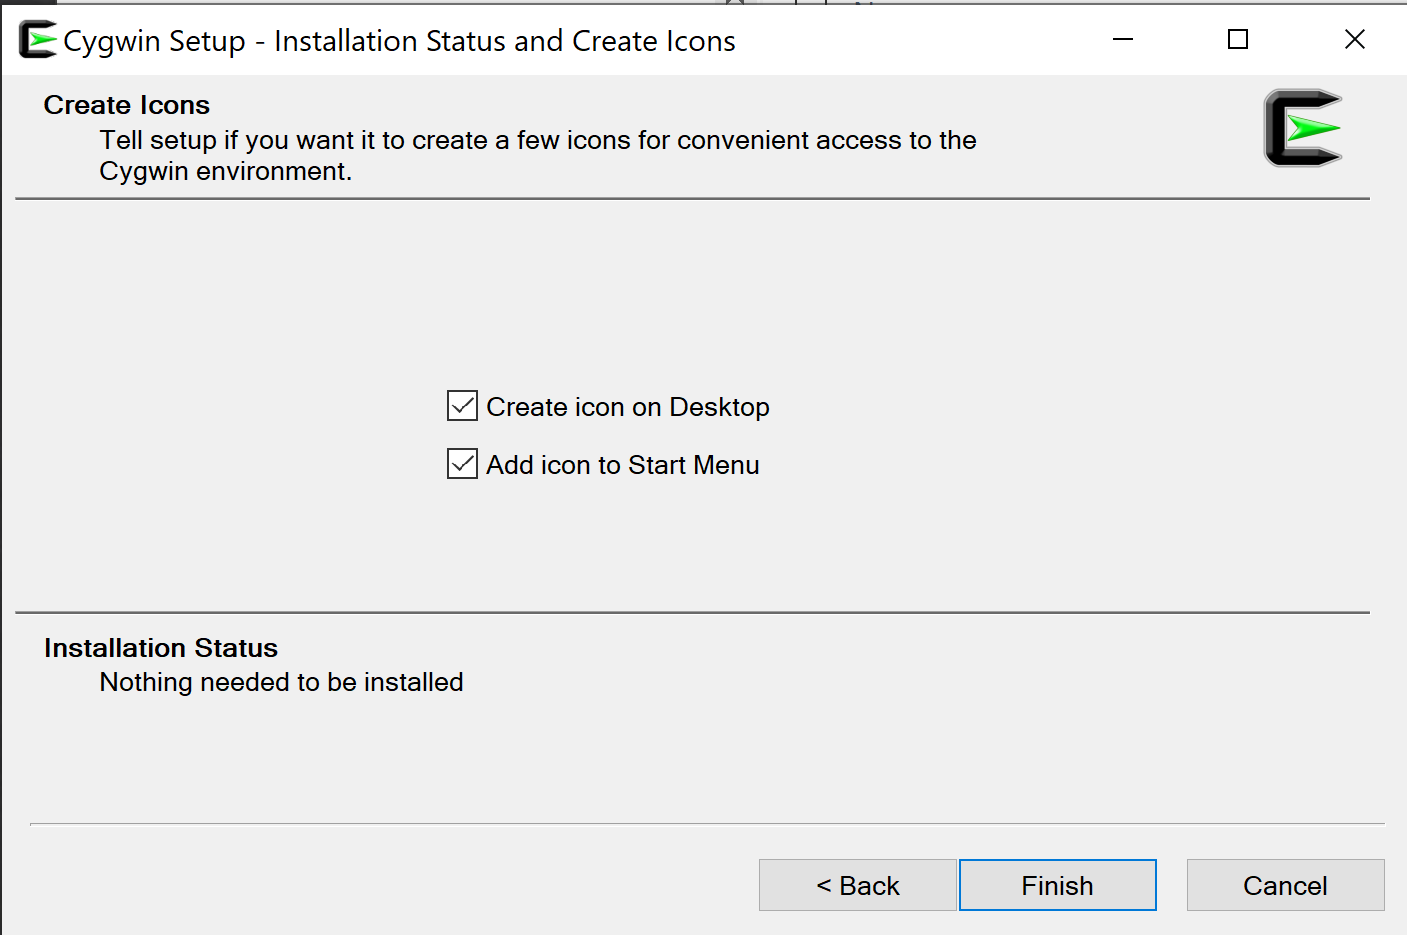 Cygwin Setup - Installation Status and Create Icons
Create Icons
Tell setup if you want it to create a few icons for convenient access to the
Cygwin environment.
Create icon on Desktop
Add icon to Start Menu
Installation Status
Nothing needed to be installed
< Back
Finish
Cancel